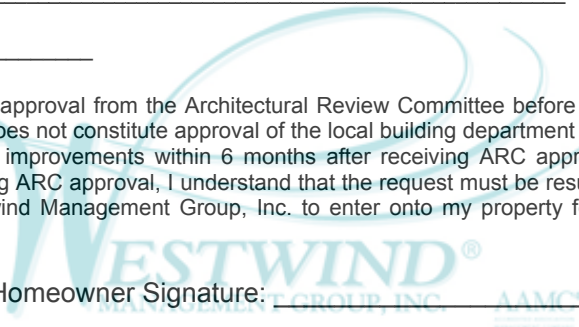 approval from the Architectural Review Committee before
oes not constitute approval of the local building department
improvements within 6 months after receiving ARC appr
g ARC approval, I understand that the request must be resu
wind Management Group, Inc. to enter onto my property f
WESTWIND®
Homeowner Signature:
MANAGEMENT GROUP, INC.
AAMC